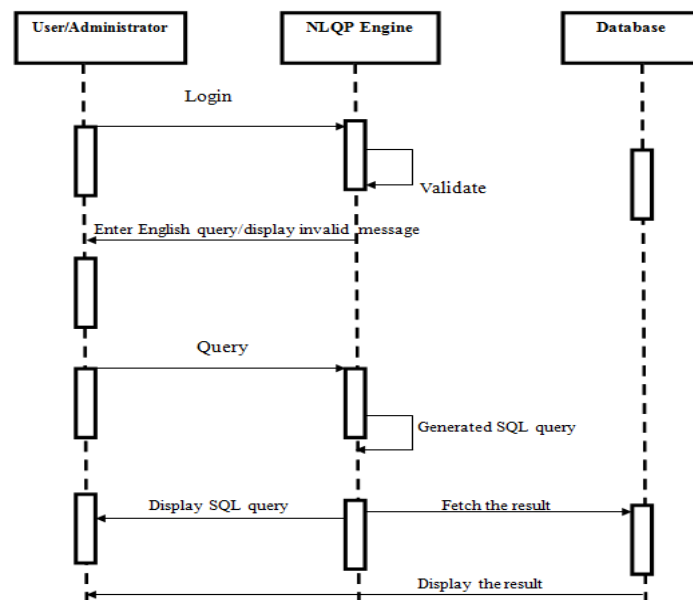 User/Administrator
NLQP Engine
Database
Login
Validate
Enter English query/display invalid message
Query
Generated SQL query
Display SQL query
Fetch the result
Display the result